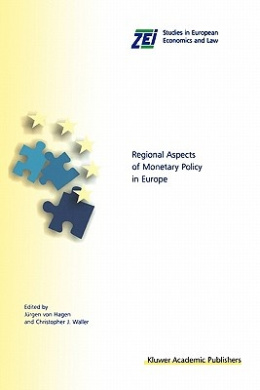 ZEI
Studies in European
Economics and Law
Regional Aspects
of Monetary Policy
in Europe
Edited by
Jürgen von Hagen
and Christopher J. Waller
Kluwer Academic Publishers